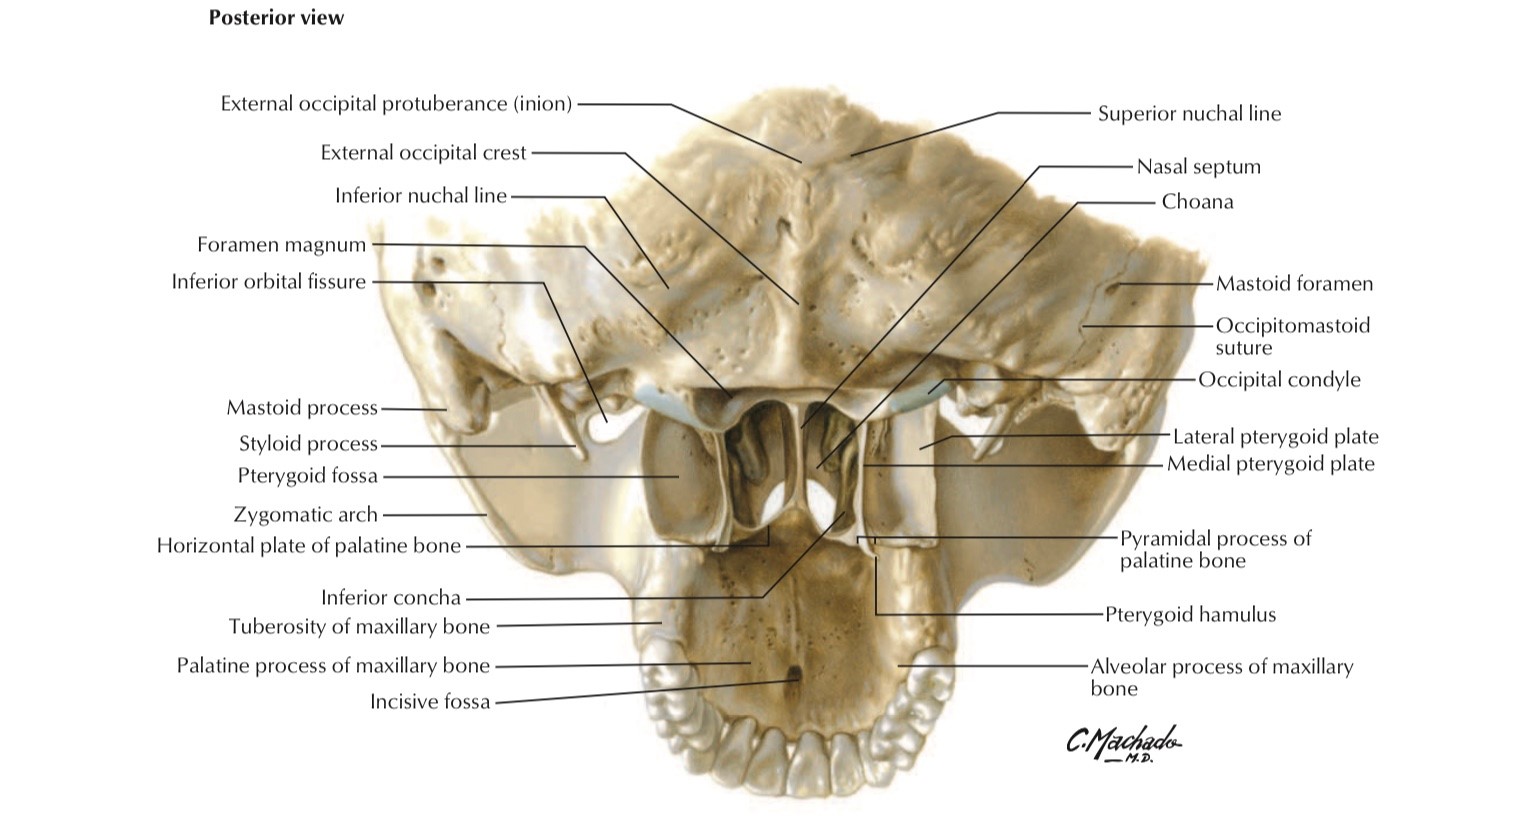 Posterior view
External occipital protuberance (inion)
External occipital crest
Inferior nuchal line
Foramen magnum
Inferior orbital fissure
Mastoid process
Styloid process
Pterygoid fossa
Zygomatic arch
Horizontal plate of palatine bone
Inferior concha
Tuberosity of maxillary bone
Palatine process of maxillary bone
Incisive fossa
Superior nuchal line
Nasal septum
Choana
Mastoid foramen
Occipitomastoid
suture
Occipital condyle
Lateral pterygoid plate
Medial pterygoid plate
Pyramidal process of
palatine bone
Pterygoid hamulus
Alveolar process of maxillary
bone
C. Machado
M.D.